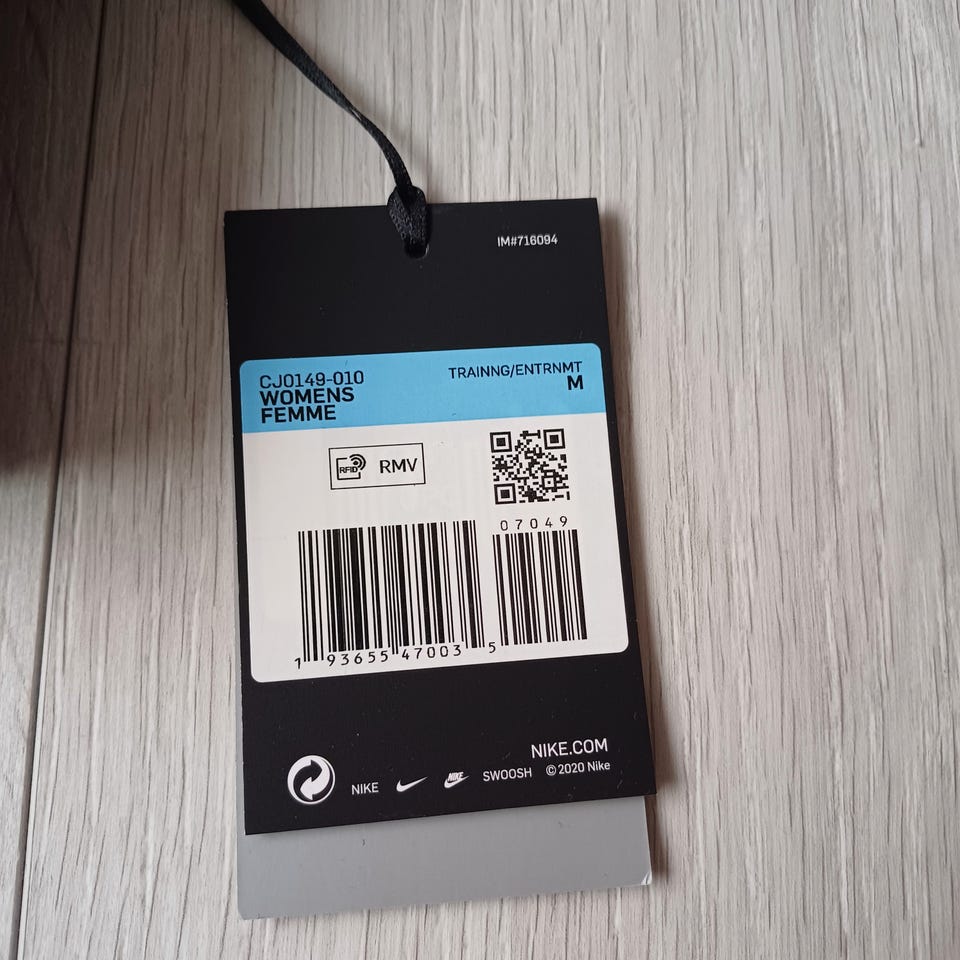 IM#716094
CJ0149-010
WOMENS
FEMME
TRAINNG/ENTRNMT
M
RFID RMV
07049
1 93655 47003 5
NIKE.COM
NIKE NIKE SWOOSH © 2020 Nike